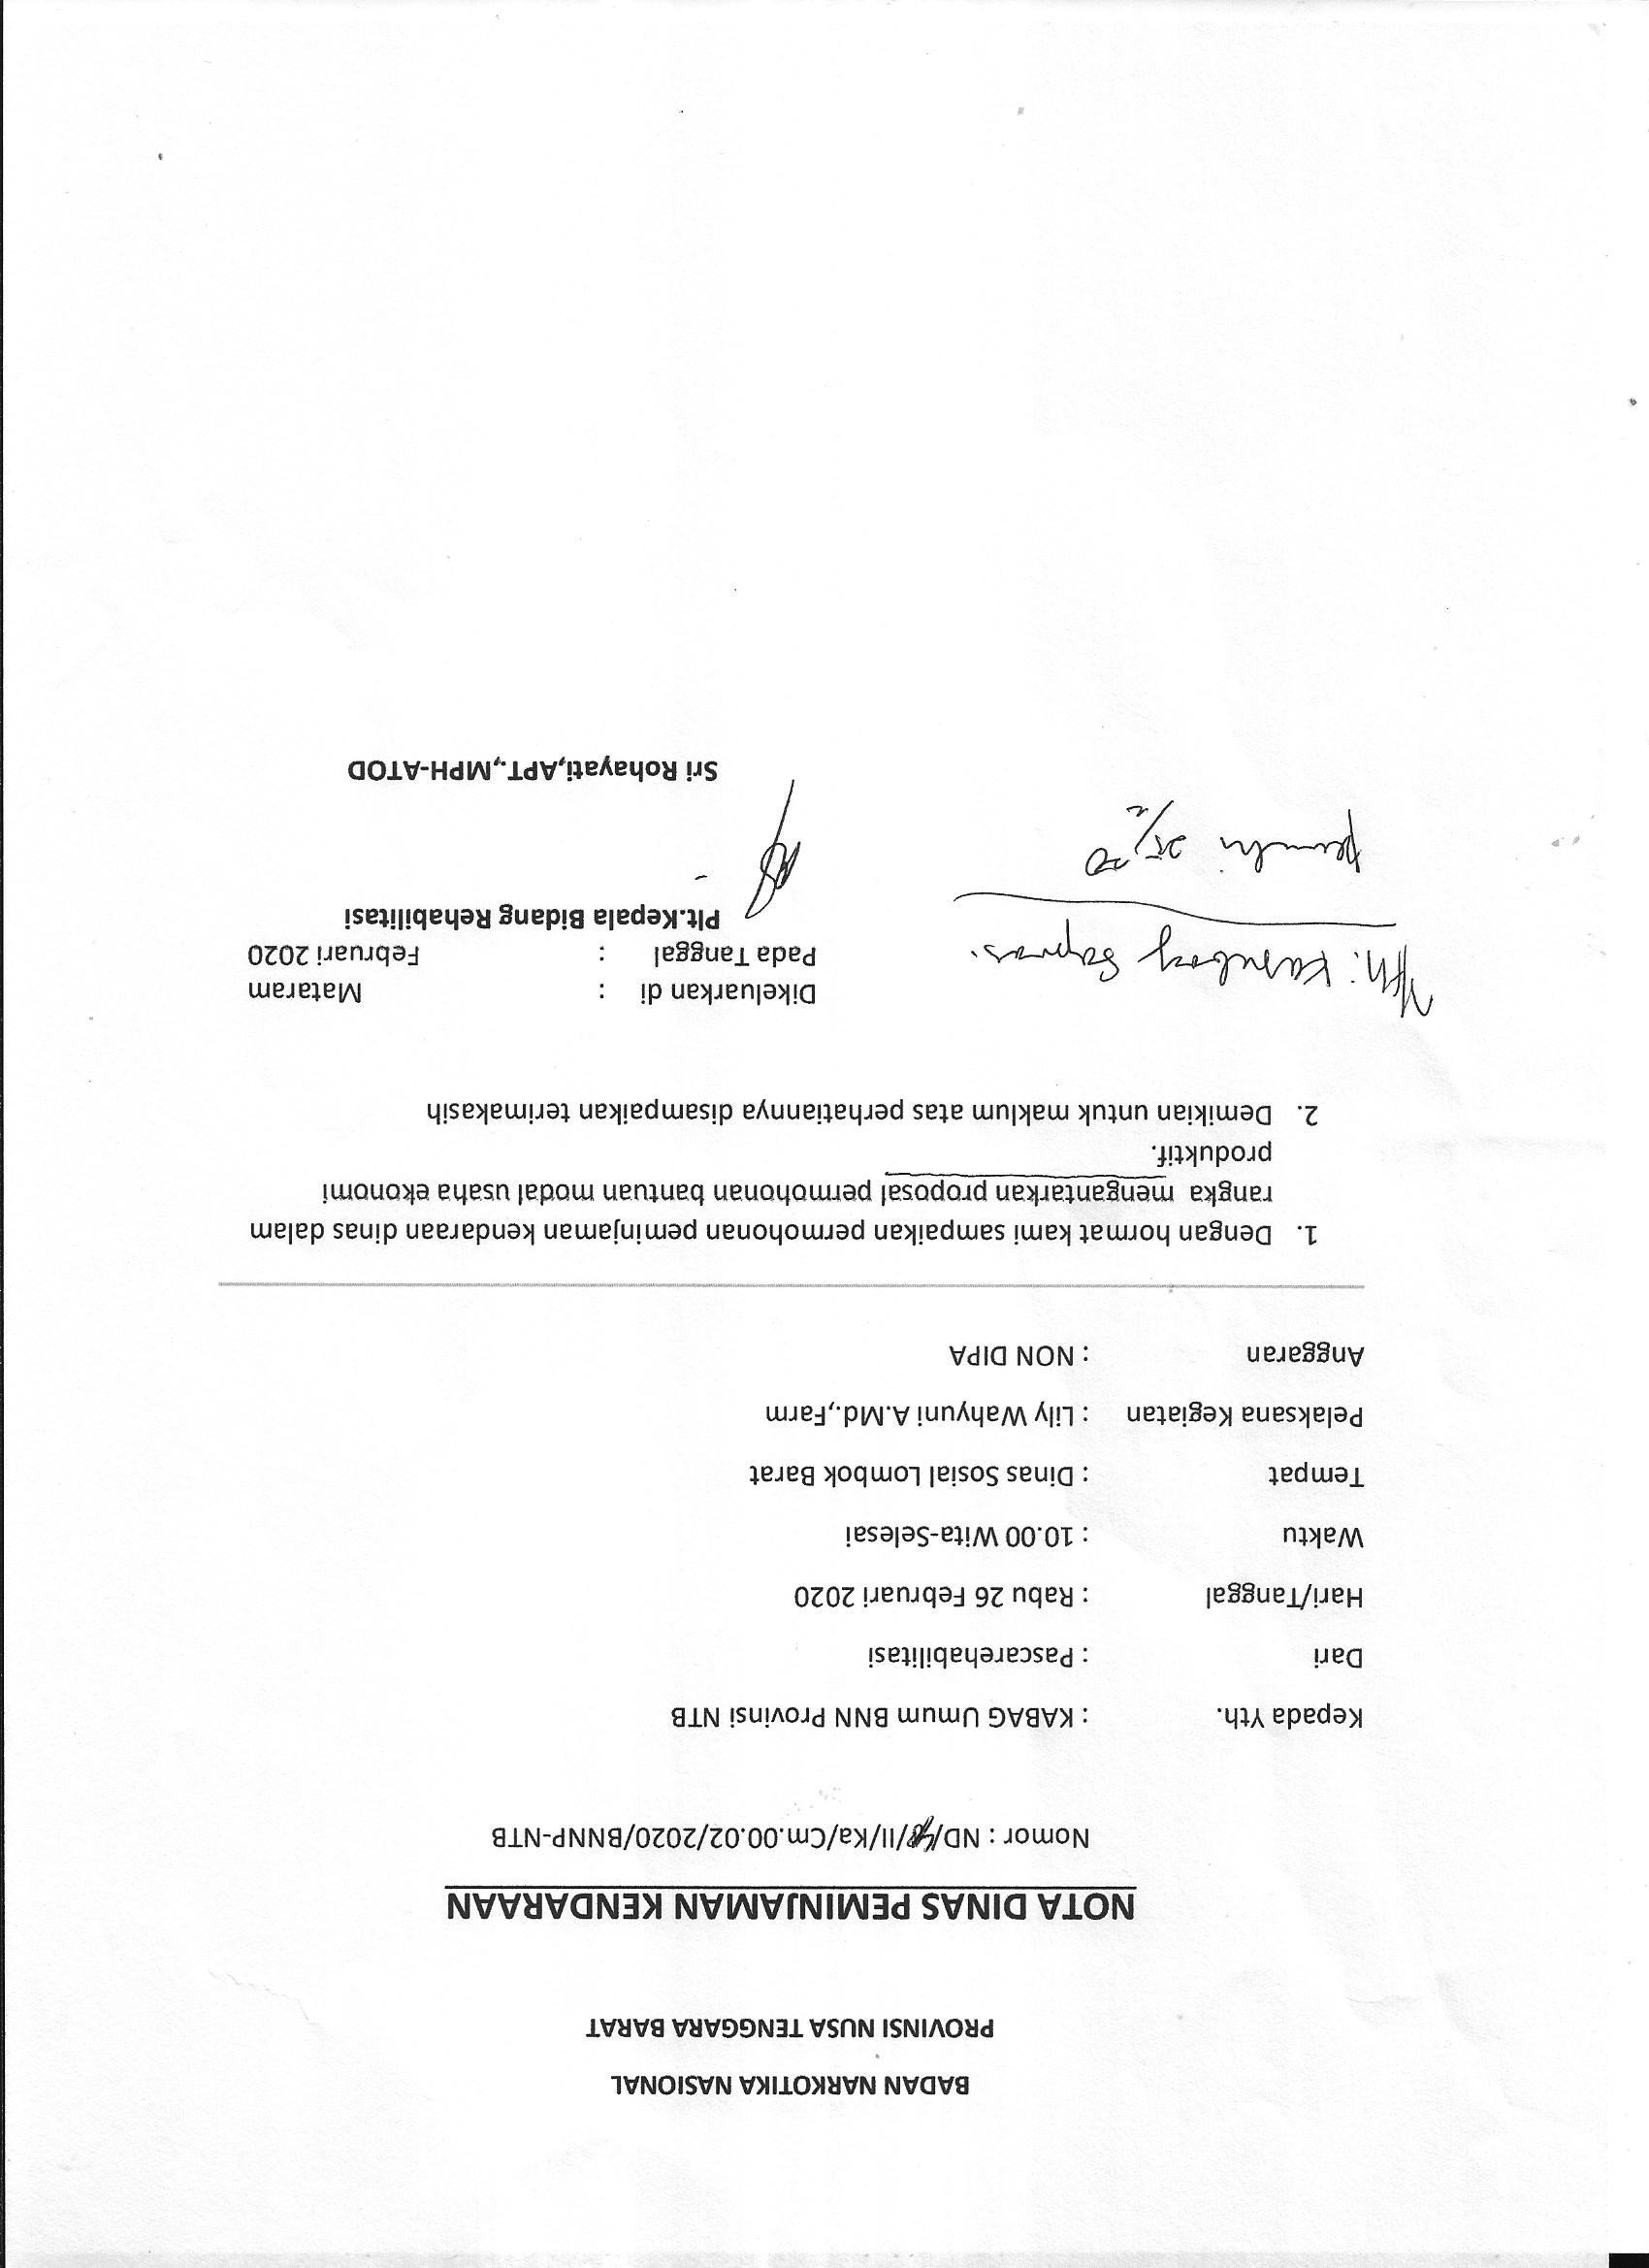 BADAN NARKOTIKA NASIONAL
PROVINSI NUSA TENGGARA BARAT
NOTA DINAS PEMINJAMAN KENDARAAN
Nomor : ND/ /II/Ka/Cm.00.02/2020/BNNP-NTB
Kepada Yth. : KABAG Umum BNN Provinsi NTB
Dari : Pascarehabilitasi
Hari/Tanggal : Rabu 26 Februari 2020
Waktu : 10.00 Wita-Selesai
Tempat : Dinas Sosial Lombok Barat
Pelaksana Kegiatan : Lily Wahyuni A.Md.,Farm
Anggaran : NON DIPA
1. Dengan hormat kami sampaikan permohonan peminjaman kendaraan dinas dalam
rangka mengantarkan proposal permohonan bantuan modal usaha ekonomi
produktif.
2. Demikian untuk maklum atas perhatiannya disampaikan terimakasih
Dikeluarkan di : Mataram
Pada Tanggal : Februari 2020
Plt.Kepala Bidang Rehabilitasi
Sri Rohayati,APT.,MPH-ATOD
Yth: Kasubbag Sarpras.
25/2 20